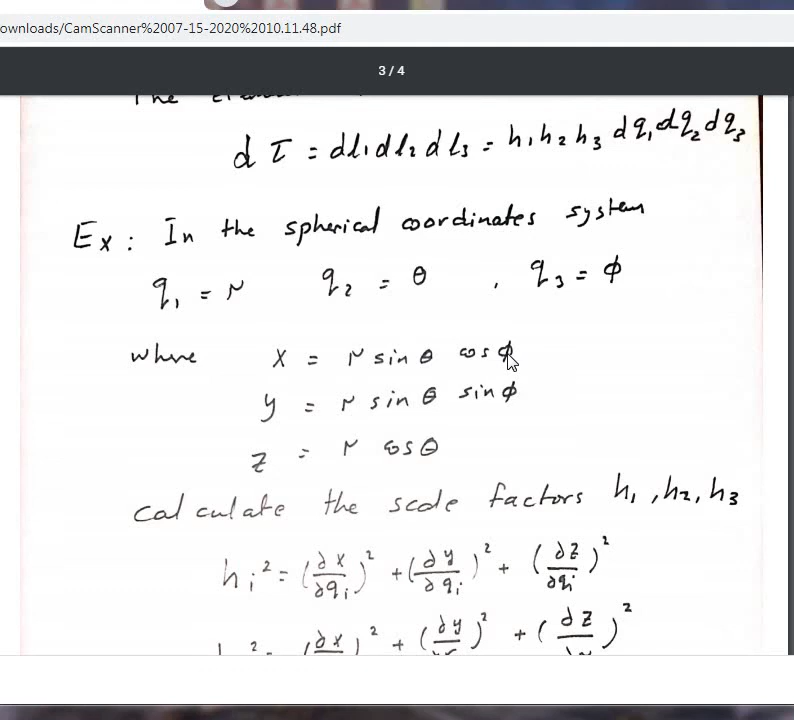 ownloads/CamScanner%2007-15-2020%2010.11.48.pdf
3 / 4
The
dτ = dl₁dl₂dl₃ = h₁h₂h₃ dq₁dq₂dq₃
Ex: In the spherical coordinates system
q₁ = r q₂ = θ , q₃ = ϕ
where x = r sin θ cos ϕ
y = r sin θ sin ϕ
z = r cos θ
calculate the scale factors h₁, h₂, h₃
hᵢ² = (∂x/∂qᵢ)² + (∂y/∂qᵢ)² + (∂z/∂qᵢ)²